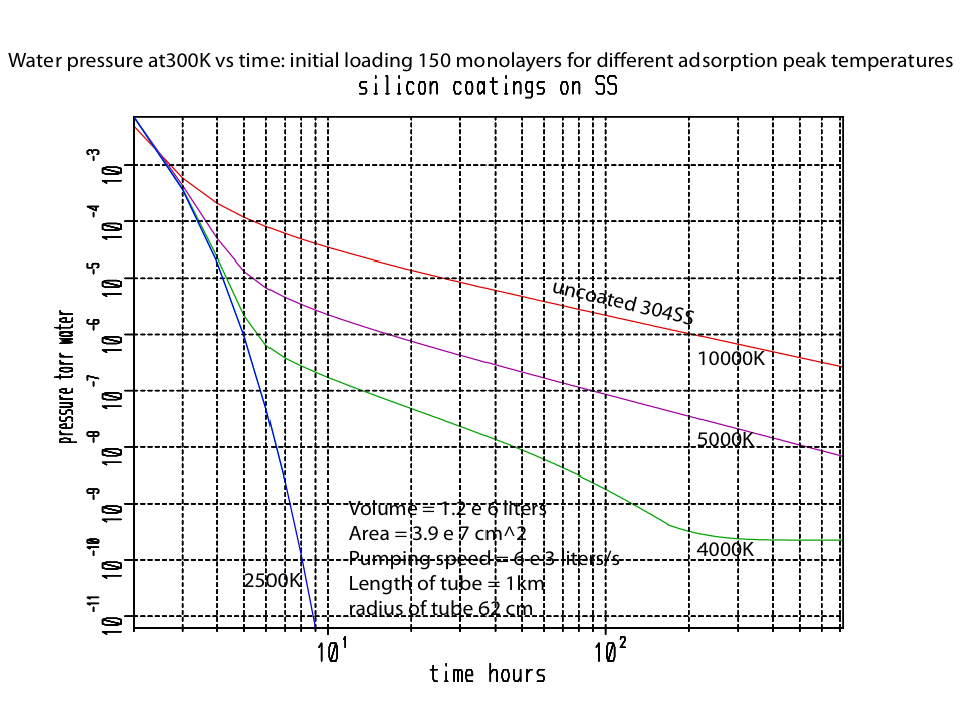 Water pressure at300K vs time: initial loading 150 monolayers for different adsorption peak temperatures
silicon coatings on SS
pressure torr water
10 -3
10 -4
10 -5
10 -6
10 -7
10 -8
10 -9
10 -10
10 -11
uncoated 304SS
10000K
5000K
4000K
2500K
Volume = 1.2 e 6 liters
Area = 3.9 e 7 cm^2
Pumping speed = 6 e 3 liters/s
Length of tube = 1km
radius of tube 62 cm
10 1
10 2
time hours